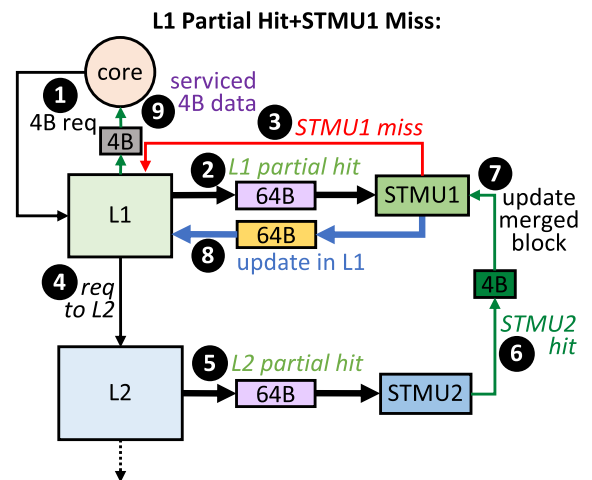 L1 Partial Hit+STMU1 Miss:
core
1
4B req
9
serviced
4B data
4B
3
STMU1 miss
2
L1 partial hit
64B
L1
STMU1
7
update
merged
block
64B
8
update in L1
4
req
to L2
4B
STMU2
hit
6
5
L2 partial hit
64B
L2
STMU2